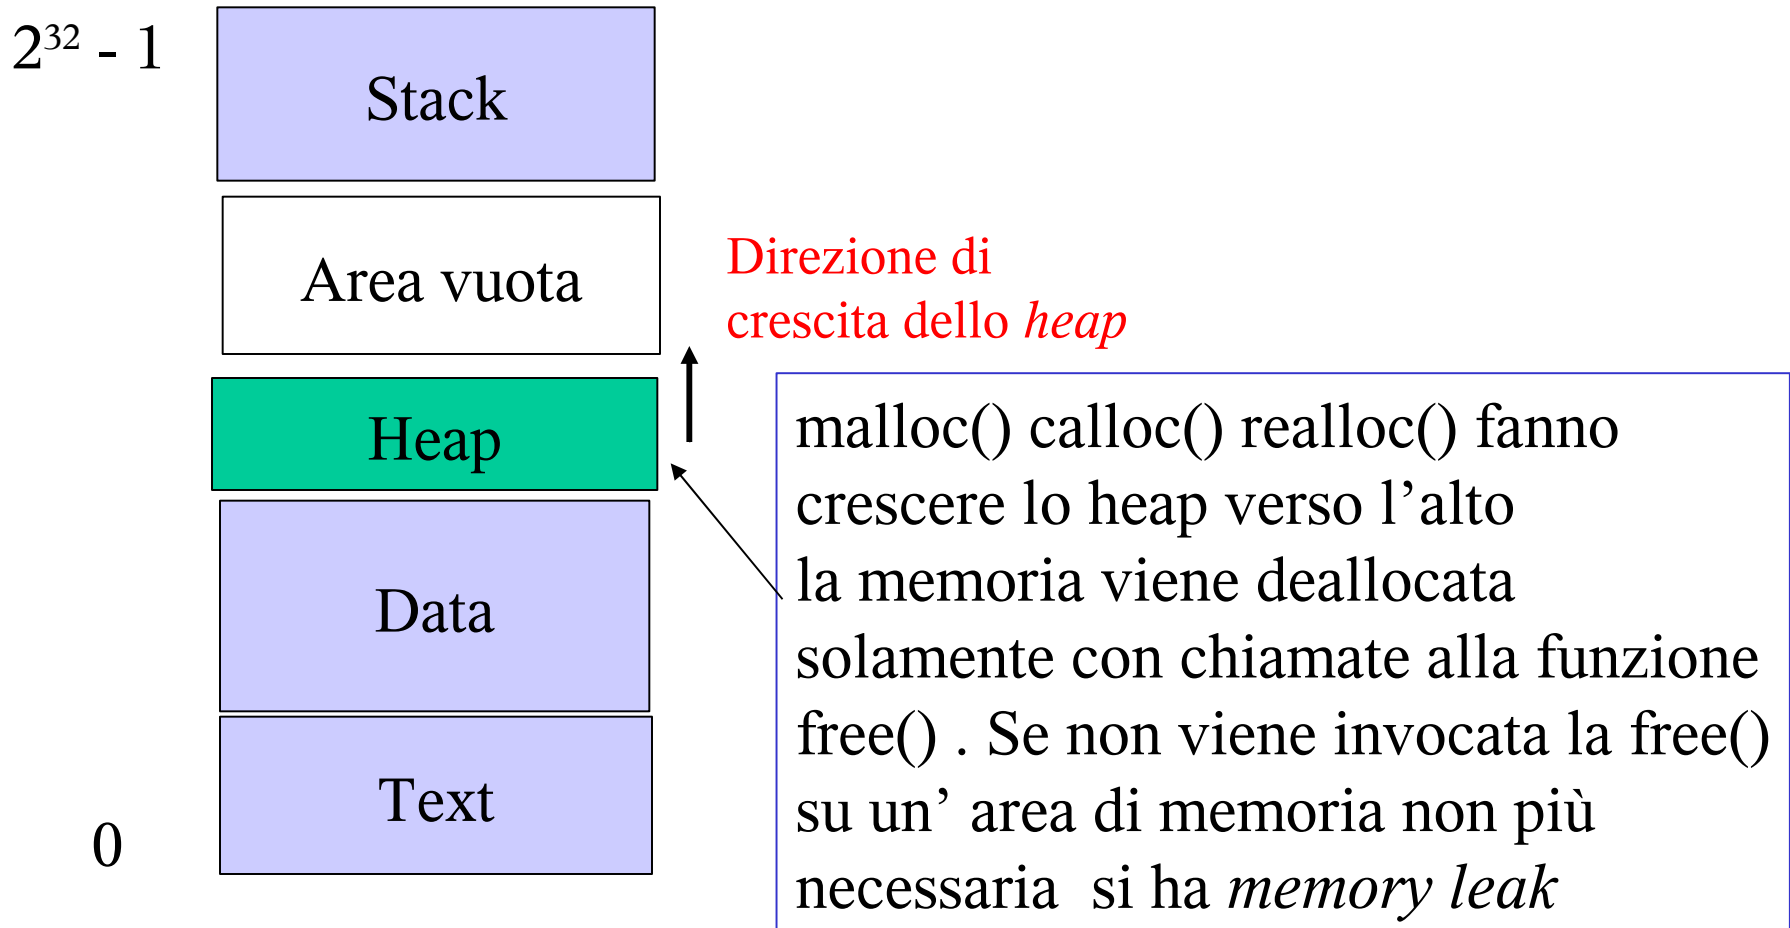 2³² - 1
Stack
Area vuota
Direzione di
crescita dello heap
Heap
malloc() calloc() realloc() fanno
crescere lo heap verso l’alto
la memoria viene deallocata
solamente con chiamate alla funzione
free() . Se non viene invocata la free()
su un’ area di memoria non più
necessaria si ha memory leak
Data
Text
0